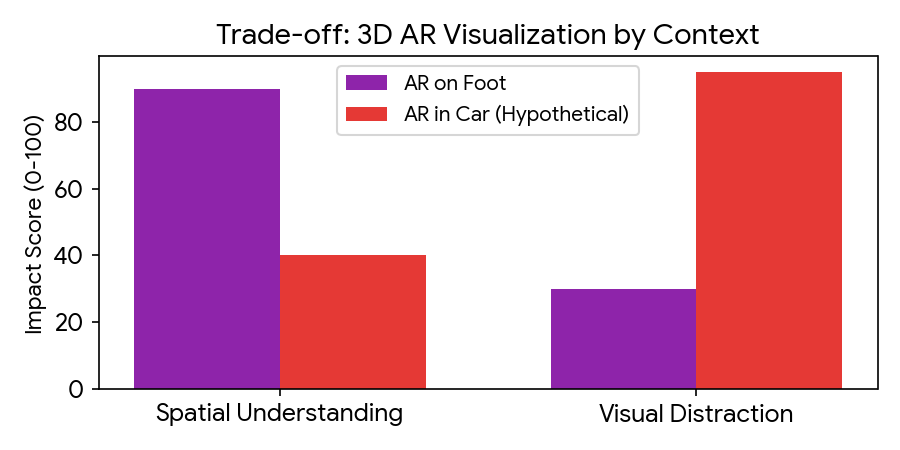 Trade-off: 3D AR Visualization by Context
AR on Foot
AR in Car (Hypothetical)
Impact Score (0-100)
80
60
40
20
0
Spatial Understanding
Visual Distraction